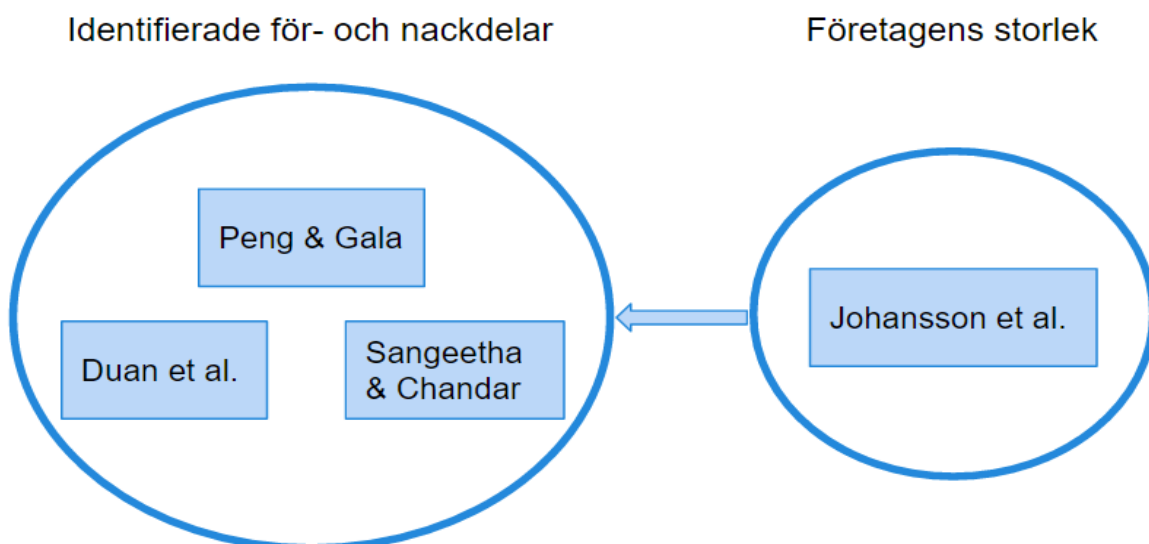 Identifierade för- och nackdelar
Företagens storlek
Peng & Gala
Duan et al.
Sangeetha
& Chandar
Johansson et al.